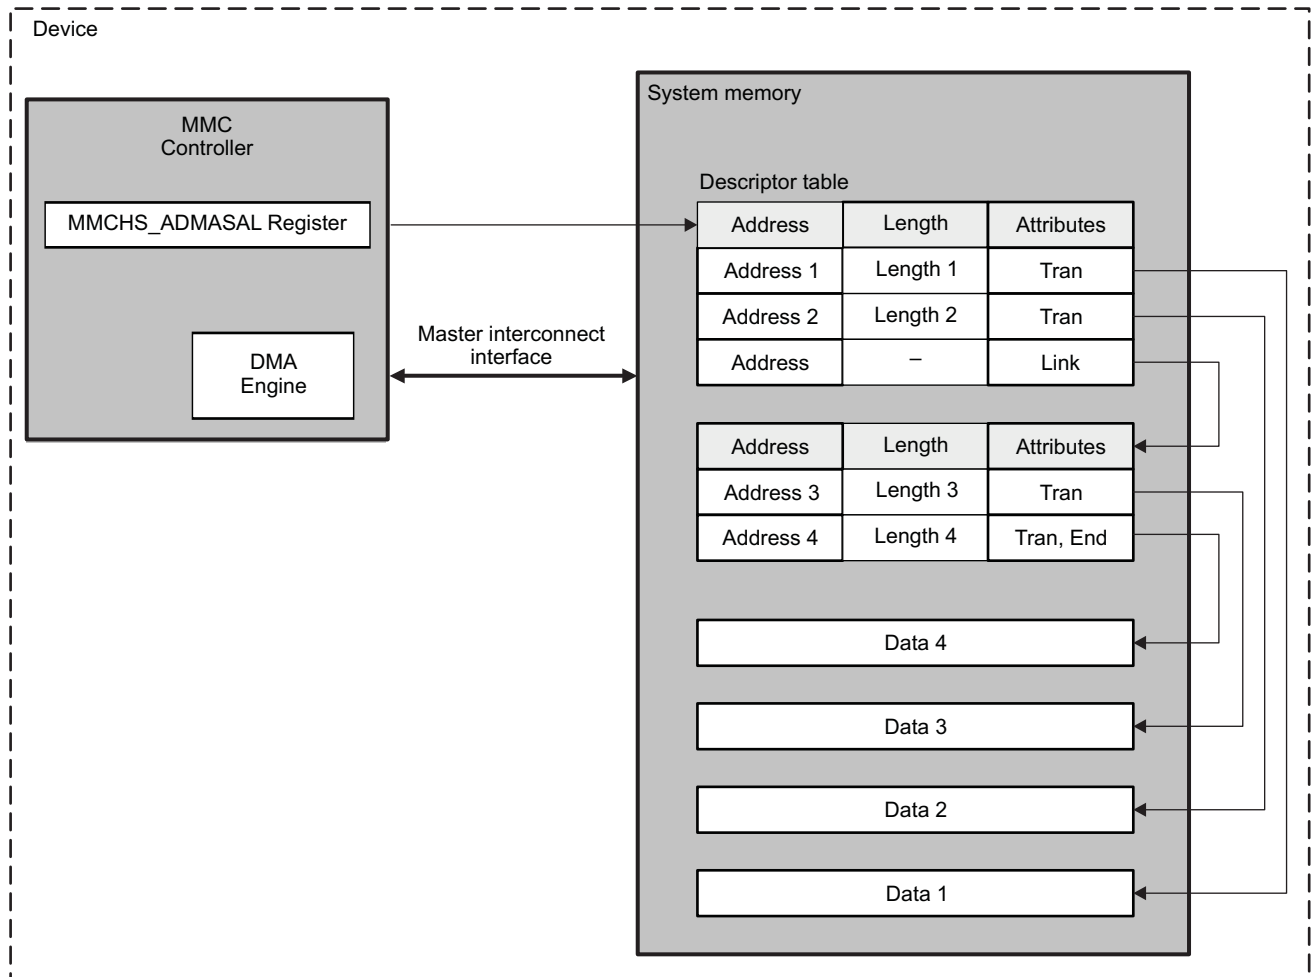 Device
MMC
Controller
MMCHS_ADMASAL Register
DMA
Engine
Master interconnect
interface
System memory
Descriptor table
Address Length Attributes
Address 1 Length 1 Tran
Address 2 Length 2 Tran
Address – Link
Address Length Attributes
Address 3 Length 3 Tran
Address 4 Length 4 Tran, End
Data 4
Data 3
Data 2
Data 1